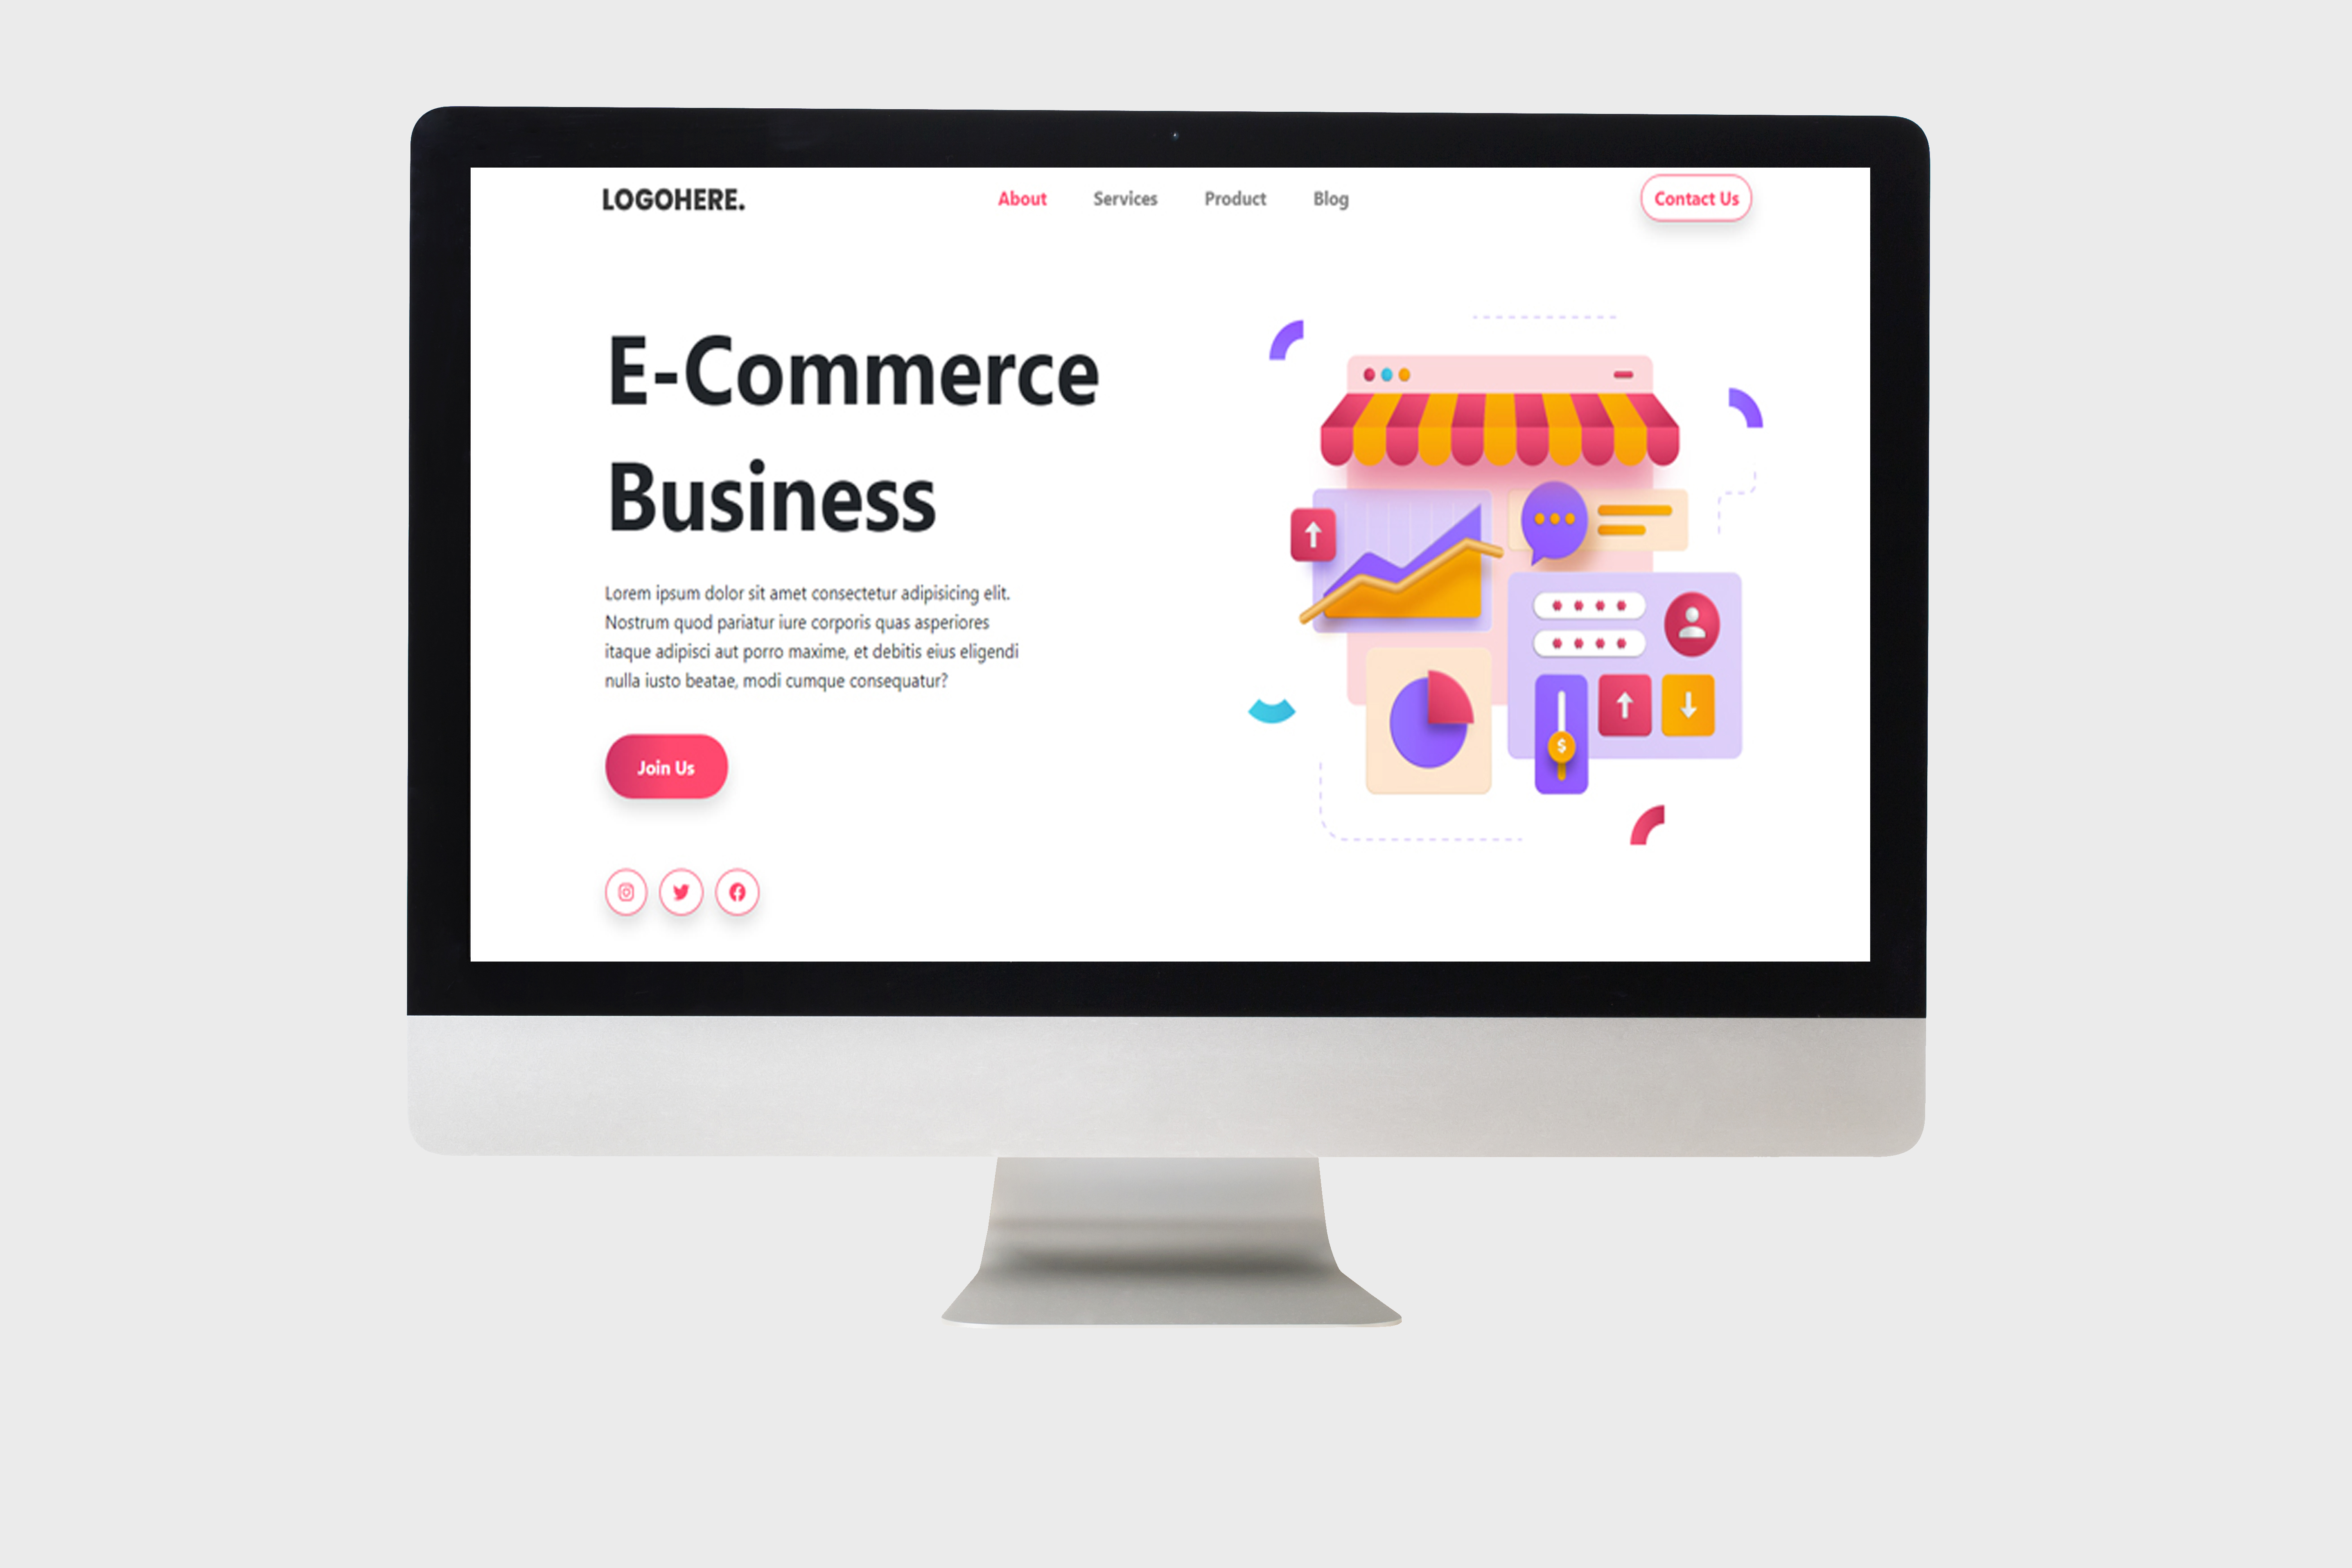 LOGOHERE.
About Services Product Blog
Contact Us
E-Commerce
Business
Lorem ipsum dolor sit amet consectetur adipisicing elit.
Nostrum quod pariatur iure corporis quas asperiores
itaque adipisci aut porro maxime, et debitis eius eligendi
nulla iusto beatae, modi cumque consequatur?
Join Us
$